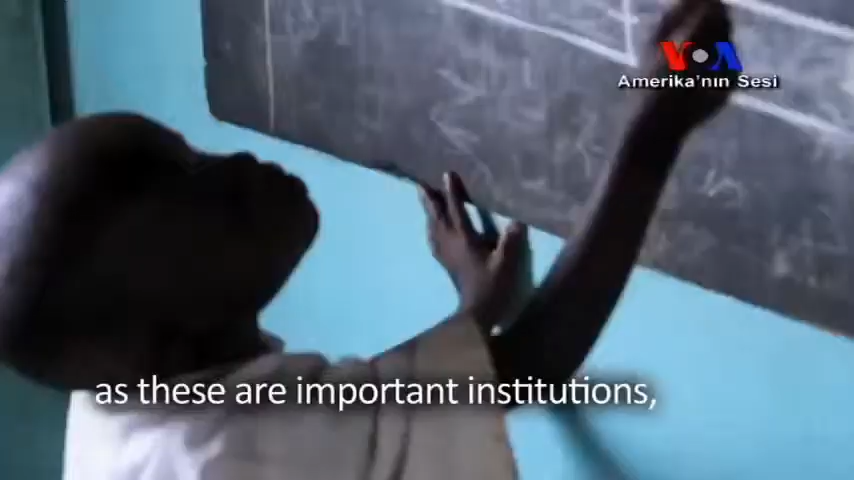 VOA
Amerika'nın Sesi
as these are important institutions,